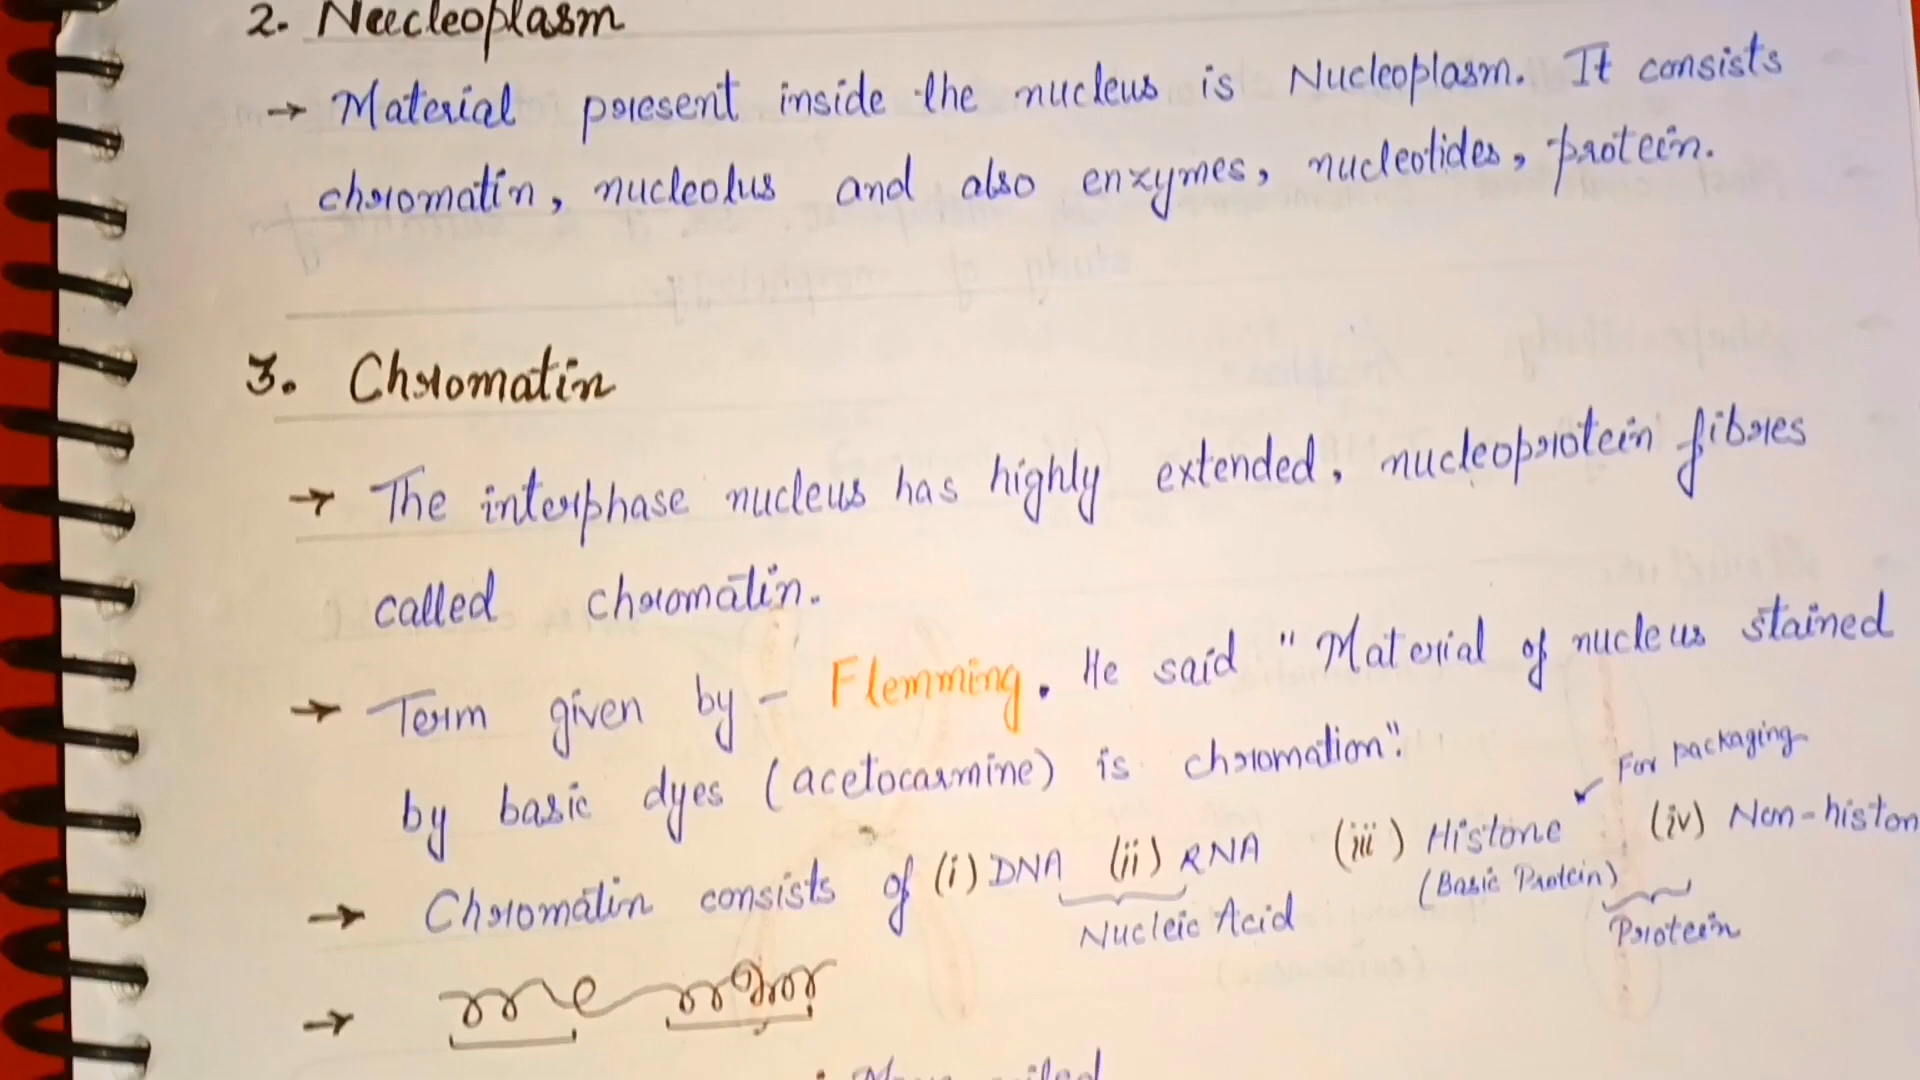 2. Nucleoplasm
→ Material present inside the nucleus is Nucleoplasm. It consists
chromatin, nucleolus and also enzymes, nucleotides, protein.
3. Chromatin
→ The interphase nucleus has highly extended, nucleoprotein fibres
called chromatin.
→ Term given by - Flemming. He said "Material of nucleus stained
by basic dyes (acetocarmine) is chromation".
For packaging
→ Chromatin consists of (i) DNA (ii) RNA (iii) Histone (iv) Non-histon
(Basic Protein)
Nucleic Acid Protein
→